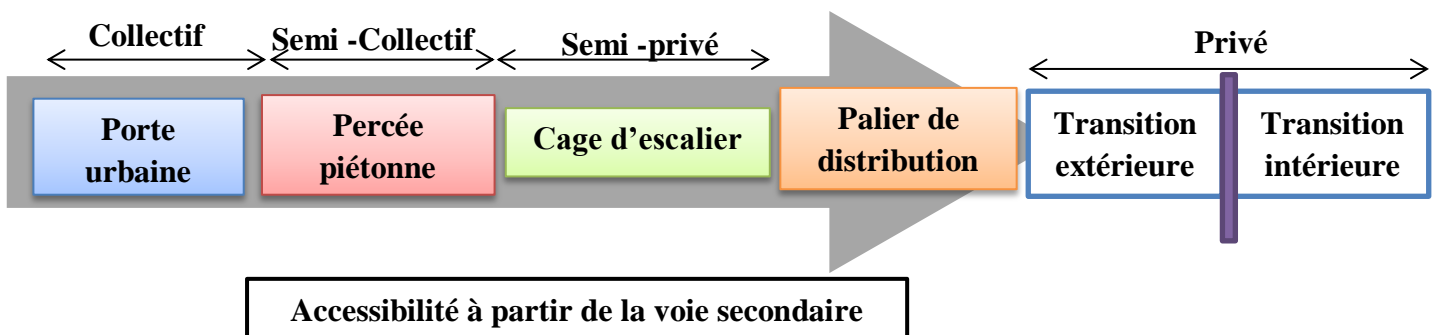 Collectif
Semi -Collectif
Semi -privé
Privé
Porte
urbaine
Percée
piétonne
Cage d’escalier
Palier de
distribution
Transition
extérieure
Transition
intérieure
Accessibilité à partir de la voie secondaire